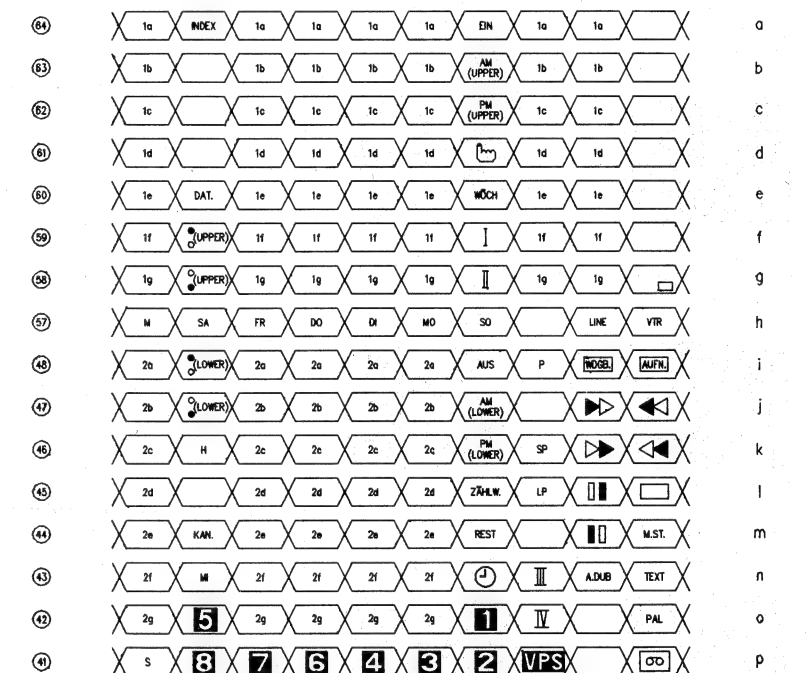 64 1a INDEX 1a 1a 1a 1a EIN 1a 1a a
63 1b 1b 1b 1b 1b AM (UPPER) 1b 1b b
62 1c 1c 1c 1c 1c PM (UPPER) 1c 1c c
61 1d 1d 1d 1d 1d 1d 1d d
60 1e DAT. 1e 1e 1e 1e WÖCH 1e 1e e
59 1f (UPPER) 1f 1f 1f 1f I 1f 1f f
58 1g (UPPER) 1g 1g 1g 1g II 1g 1g g
57 M SA FR DO DI MO SO LINE VTR h
48 2a (LOWER) 2a 2a 2a 2a AUS P WDGB. AUFN. i
47 2b (LOWER) 2b 2b 2b 2b AM (LOWER) j
46 2c H 2c 2c 2c 2c PM (LOWER) SP k
45 2d 2d 2d 2d 2d ZÄHLW. LP l
44 2e KAN. 2e 2e 2e 2e REST M.ST. m
43 2f MI 2f 2f 2f 2f III A.DUB TEXT n
42 2g 5 2g 2g 2g 2g 1 IV PAL o
41 S 8 7 6 4 3 2 VPS p